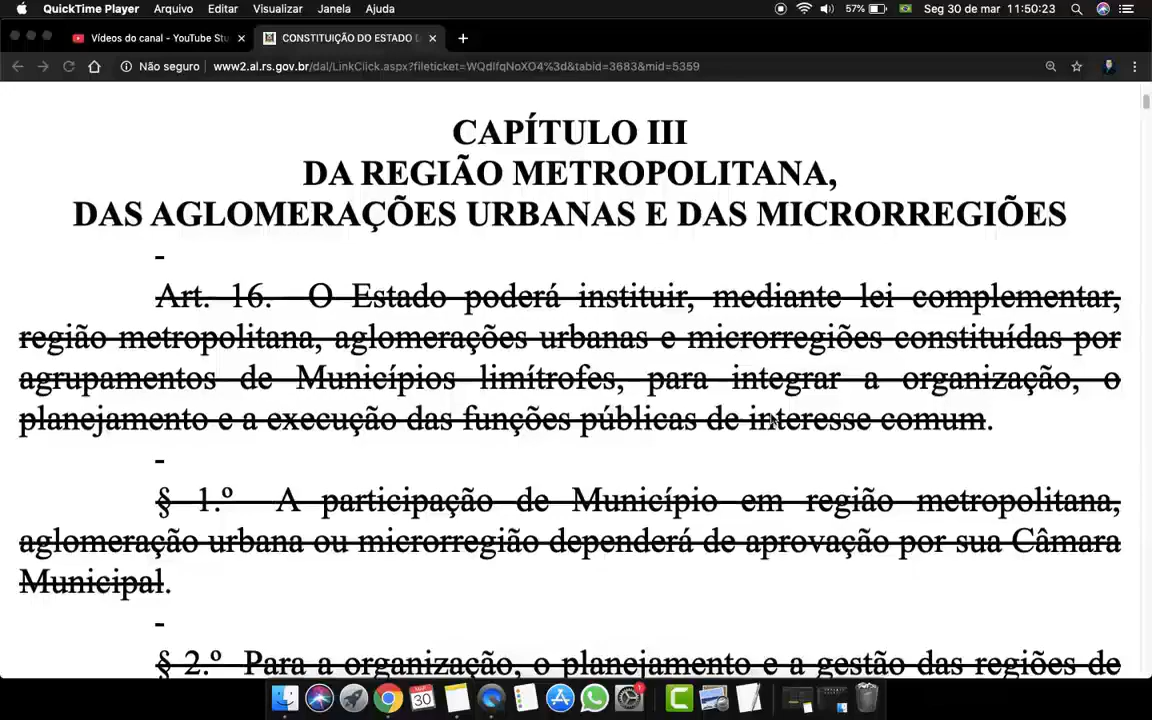 QuickTime Player Arquivo Editar Visualizar Janela Ajuda 57% Seg 30 de mar 11:50:23
Vídeos do canal - YouTube Stu × CONSTITUIÇÃO DO ESTADO × +
Não seguro | www2.al.rs.gov.br/dal/LinkClick.aspx?fileticket=WQdIfqNoXO4%3d&tabid=3683&mid=5359
CAPÍTULO III
DA REGIÃO METROPOLITANA,
DAS AGLOMERAÇÕES URBANAS E DAS MICRORREGIÕES
-
Art. 16. O Estado poderá instituir, mediante lei complementar,
região metropolitana, aglomerações urbanas e microrregiões constituídas por
agrupamentos de Municípios limítrofes, para integrar a organização, o
planejamento e a execução das funções públicas de interesse comum.
-
§ 1.º A participação de Município em região metropolitana,
aglomeração urbana ou microrregião dependerá de aprovação por sua Câmara
Municipal.
-
§ 2.º Para a organização, o planejamento e a gestão das regiões de
30